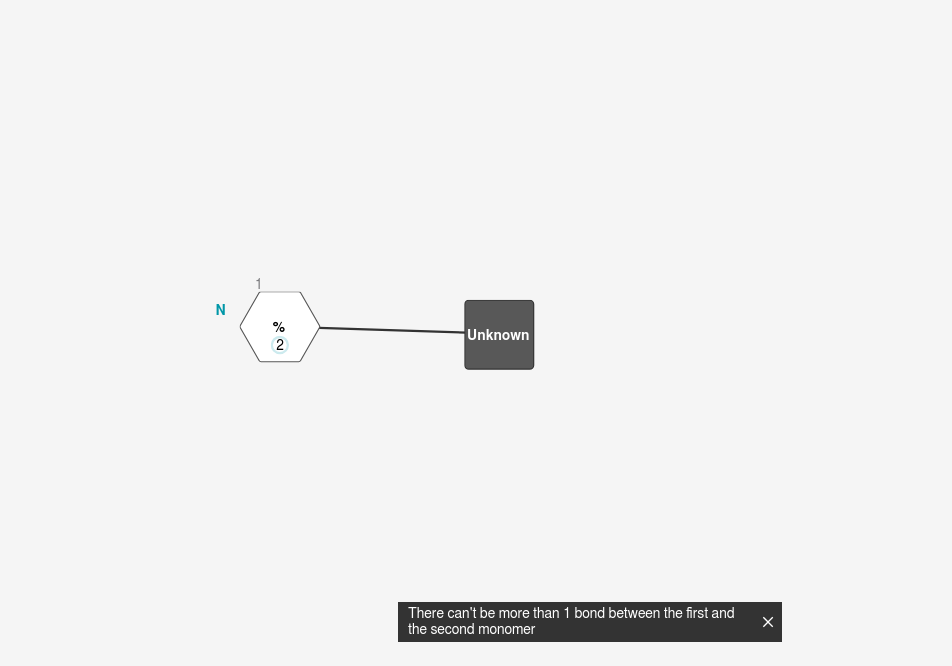 1
N
%
2
Unknown
There can't be more than 1 bond between the first and
the second monomer